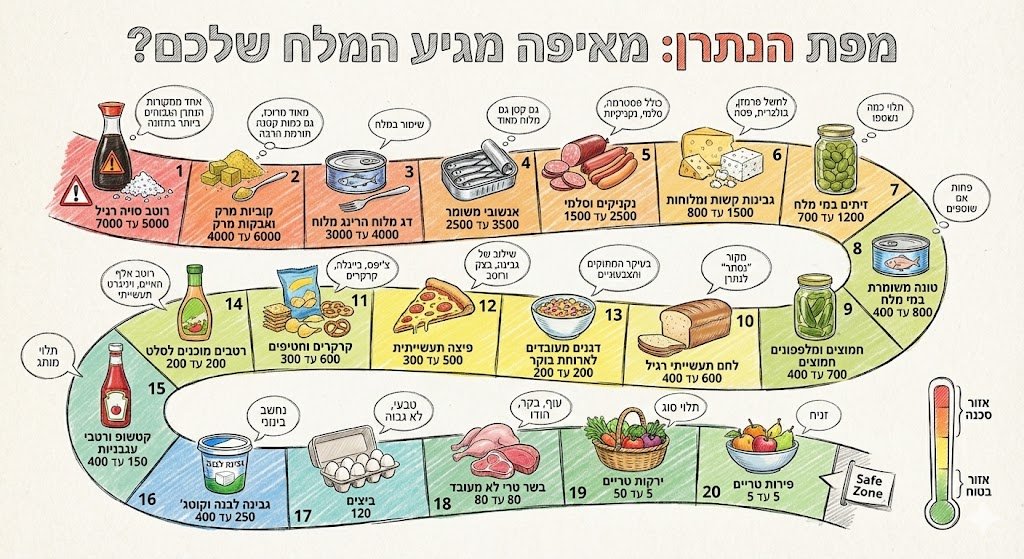 מפת הנתרן: מאיפה מגיע המלח שלכם?
אחד ממקורות
הנתרן הגבוהים
ביותר בתזונה
1
רוטב סויה רגיל
5000 עד 7000
מאוד מרוכז,
גם כמות קטנה
תורמת הרבה
2
קוביות מרק
ואבקות מרק
4000 עד 6000
שימור במלח
3
דג מלוח הרינג מלוח
3000 עד 4000
גם קטן גם
מלוח מאוד
4
אנשובי משומר
2500 עד 3500
כולל פסטרמה,
סלמי, נקניקיות
5
נקניקים וסלמי
1500 עד 2500
למשל פרמזן,
בולגרית, פטה
6
גבינות קשות ומלוחות
800 עד 1500
תלוי כמה
נשטפו
7
זיתים במי מלח
700 עד 1200
פחות
אם
שוטפים
8
טונה משומרת
במי מלח
400 עד 800
9
חמוצים ומלפפונים
חמוצים
400 עד 700
מקור
"נסתר"
לנתרן
10
לחם תעשייתי רגיל
400 עד 600
בעיקר המתוקים
והצבעוניים
13
דגנים מעובדים
לארוחת בוקר
200 עד 200
שילוב של
גבינה, בצק
ורוטב
12
פיצה תעשייתית
300 עד 500
צ'יפס, בייגלה,
קרקרים
11
קרקרים וחטיפים
300 עד 600
רוטב אלף
האיים, ויניגרט
תעשייתי
14
רטבים מוכנים לסלט
200 עד 200
תלוי
מותג
15
קטשופ ורטבי
עגבניות
400 עד 150
נחשב
בינוני
גבינה לבנה
16
גבינה לבנה וקוטג'
400 עד 250
טבעי,
לא גבוה
17
ביצים
120
עוף, בקר,
הודו
18
בשר טרי לא מעובד
80 עד 80
תלוי סוג
19
ירקות טריים
50 עד 5
זניח
20
פירות טריים
5 עד 5
Safe
Zone
אזור
סכנה
אזור
בטוח